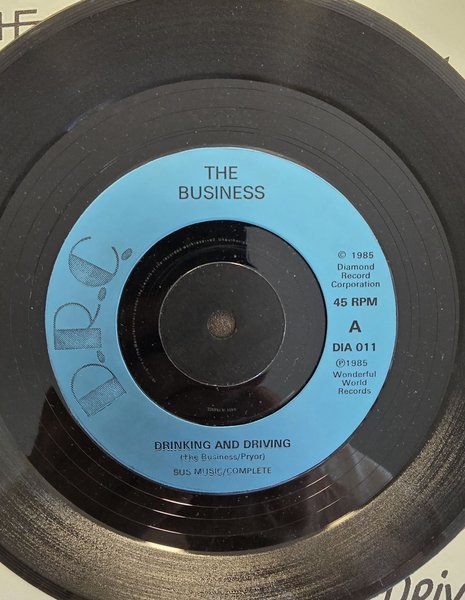 THE
BUSINESS
D.R.C.
© 1985
Diamond
Record
Corporation
45 RPM
A
DIA 011
℗1985
Wonderful
World
Records
DRINKING AND DRIVING
(The Business/Pryor)
BUS MUSIC/COMPLETE